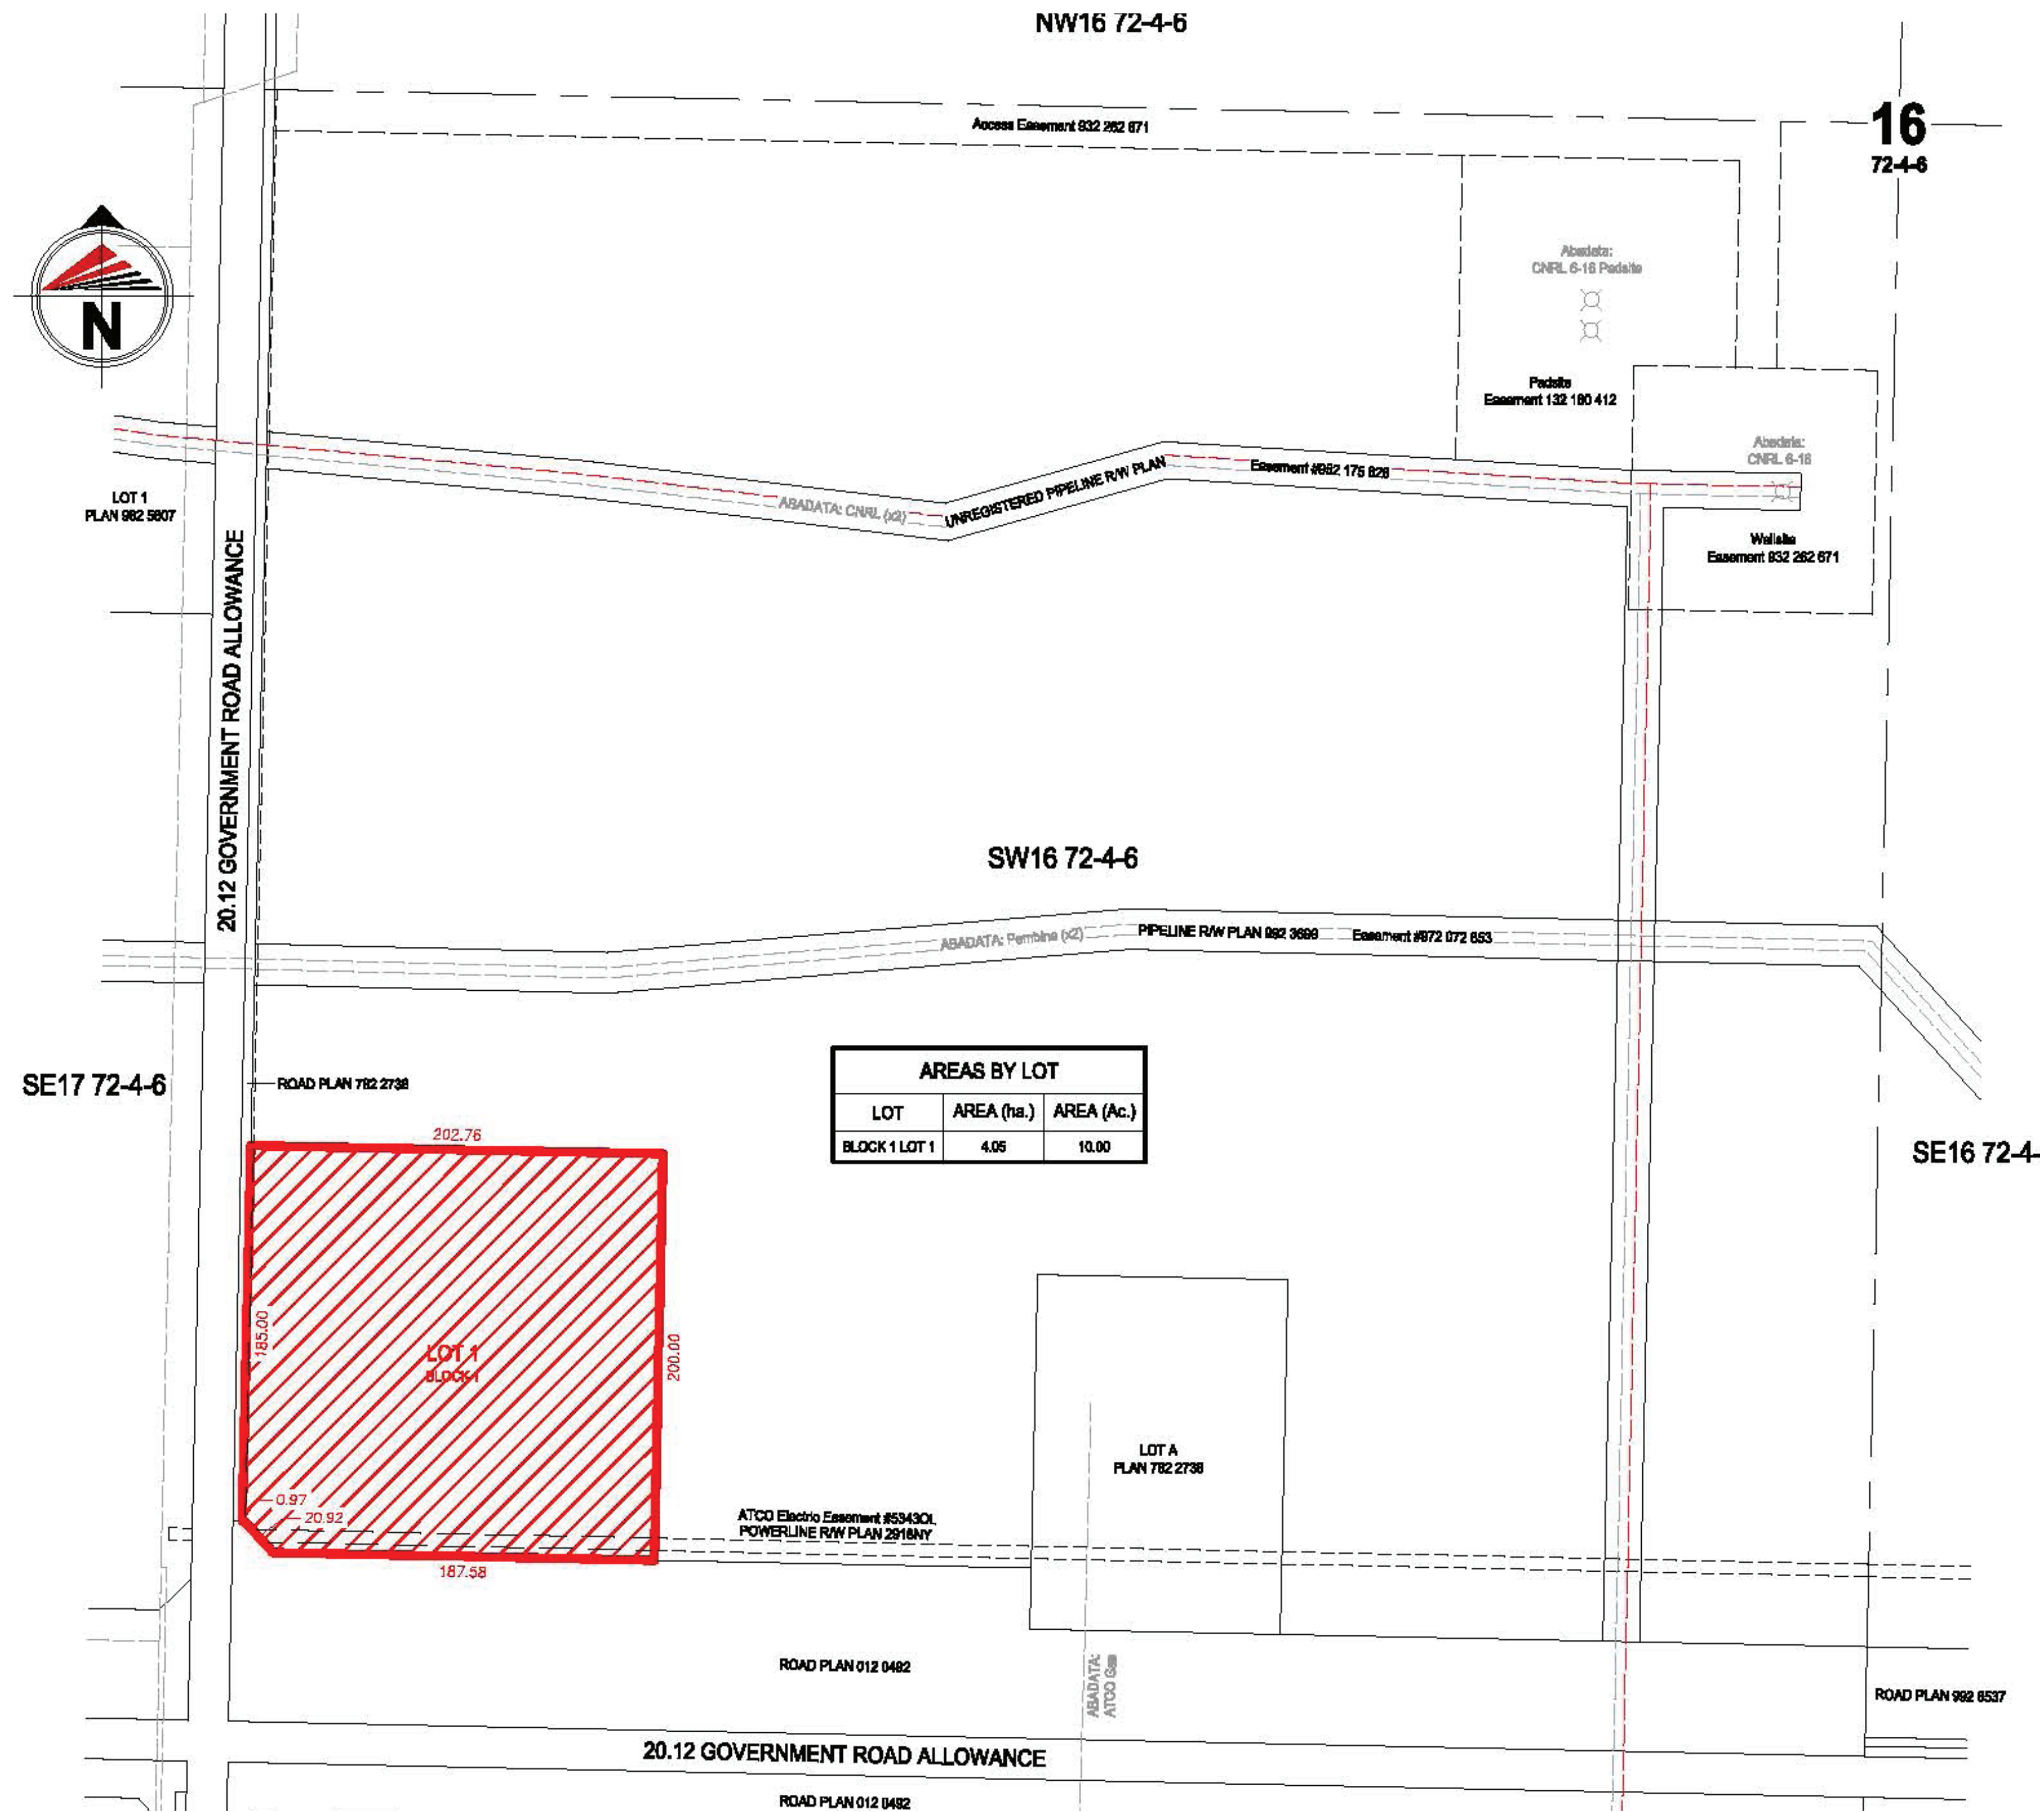 NW16 72-4-6
Access Easement 932 262 671
16
72-4-6
N
Abadata:
CNRL 6-16 Padsite
Padsite
Easement 132 180 412
Abadata:
CNRL 6-16
Wellsite
Easement 932 262 671
LOT 1
PLAN 982 5807
ABADATA: CNRL (x2)
UNREGISTERED PIPELINE R/W PLAN
Easement #962 175 828
20.12 GOVERNMENT ROAD ALLOWANCE
SW16 72-4-6
ABADATA: Pembina (x2)
PIPELINE R/W PLAN 992 3699
Easement #972 072 653
SE17 72-4-6
ROAD PLAN 782 2738
AREAS BY LOT
LOT AREA (ha.) AREA (Ac.)
BLOCK 1 LOT 1 4.05 10.00
SE16 72-4-
202.76
185.00
LOT 1
BLOCK 1
200.00
0.97
20.92
187.58
LOT A
PLAN 782 2738
ATCO Electric Easement #5343OI,
POWERLINE R/W PLAN 2916NY
ROAD PLAN 012 0492
ABADATA:
ATCO Gas
ROAD PLAN 992 6537
20.12 GOVERNMENT ROAD ALLOWANCE
ROAD PLAN 012 0492